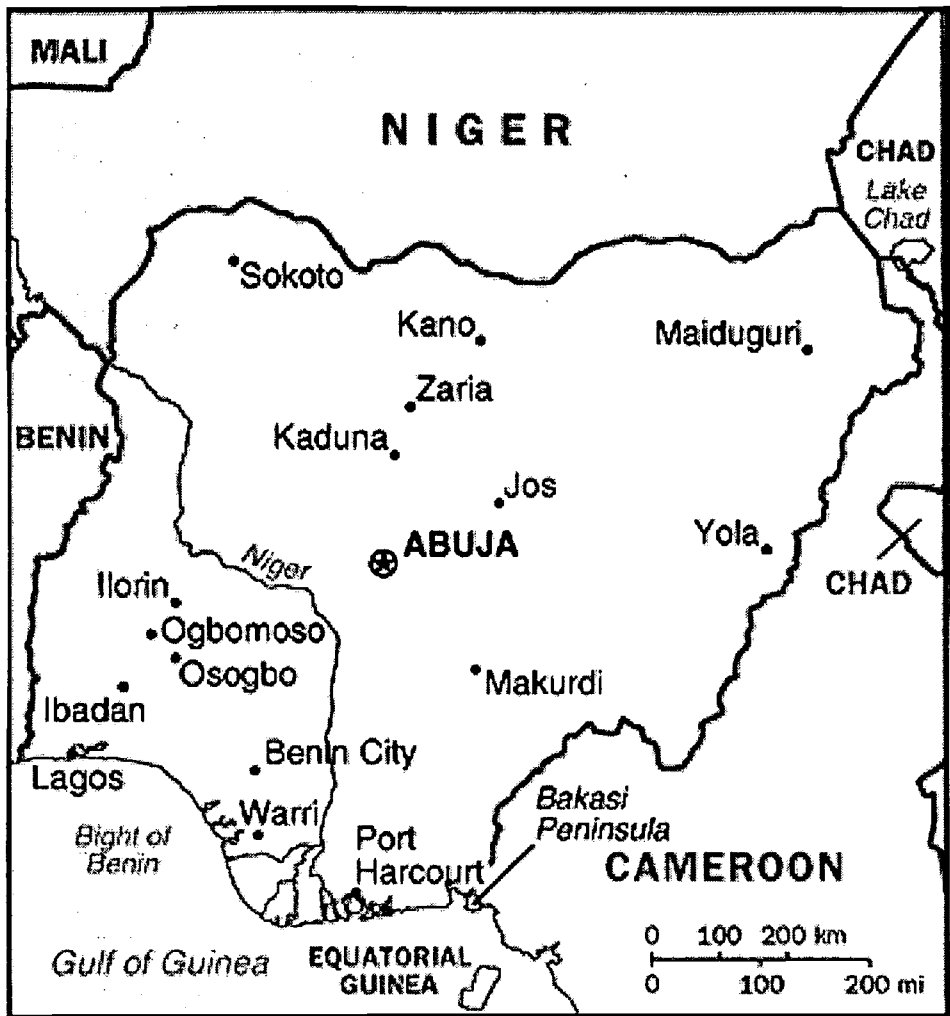 MALI
NIGER
CHAD
Lake
Chad
Sokoto
Kano
Maiduguri
Zaria
BENIN
Kaduna
Jos
ABUJA
Yola
Niger
CHAD
Ilorin
Ogbomoso
Osogbo
Makurdi
Ibadan
Benin City
Lagos
Warri
Bakasi
Peninsula
Bight of
Benin
Port
Harcourt
CAMEROON
Gulf of Guinea
EQUATORIAL
GUINEA
0 100 200 km
0 100 200 mi